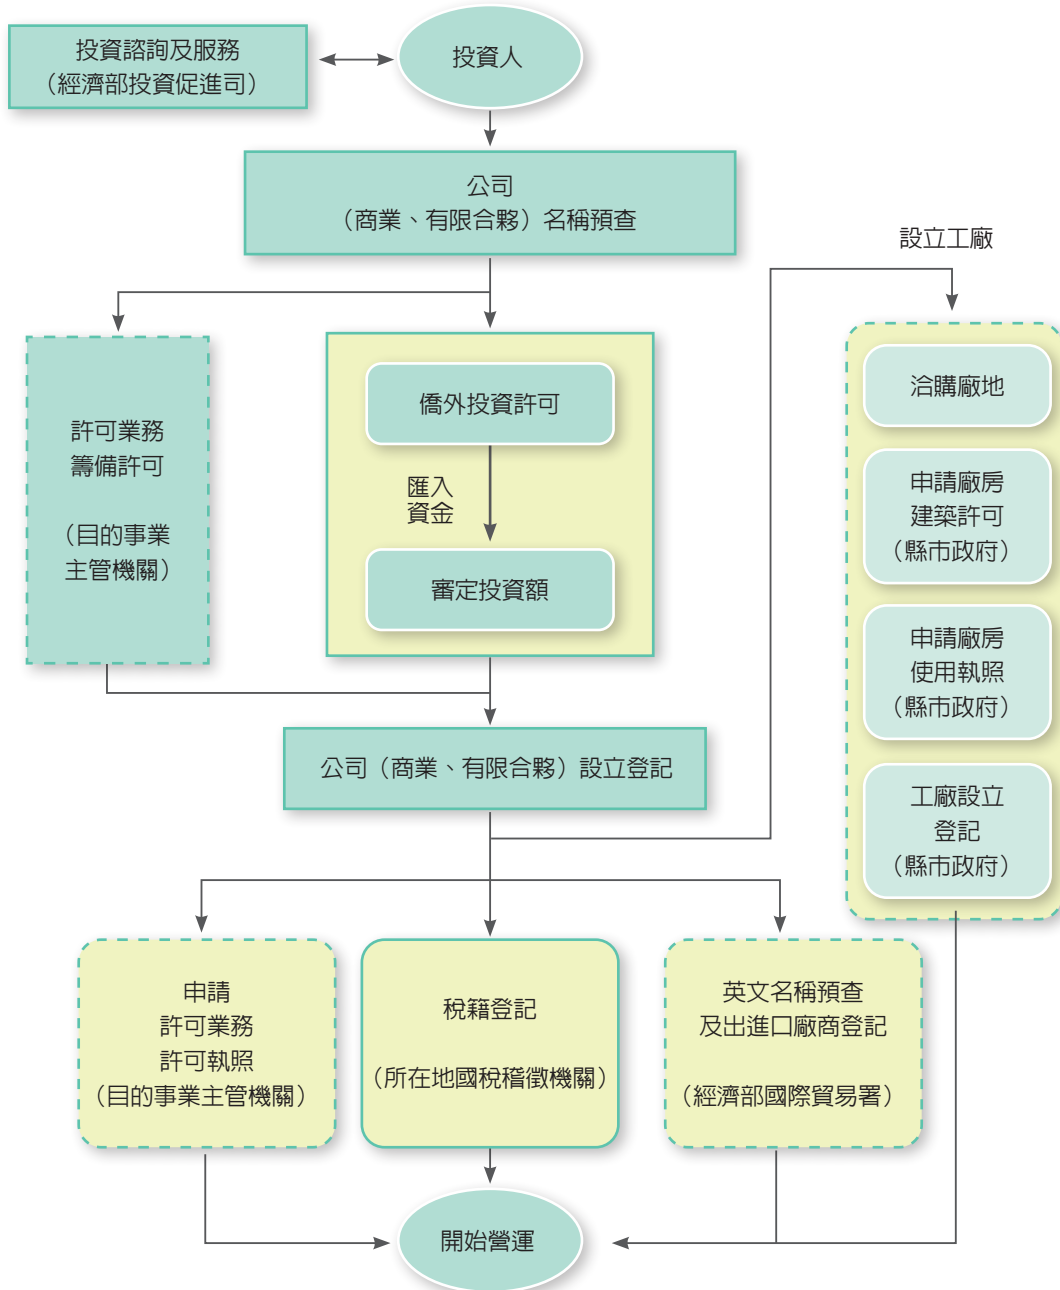 投資諮詢及服務
（經濟部投資促進司）
投資人
公司
（商業、有限合夥）名稱預查
設立工廠
許可業務
籌備許可
（目的事業
主管機關）
僑外投資許可
匯入
資金
審定投資額
洽購廠地
申請廠房
建築許可
（縣市政府）
申請廠房
使用執照
（縣市政府）
工廠設立
登記
（縣市政府）
公司（商業、有限合夥）設立登記
申請
許可業務
許可執照
（目的事業主管機關）
稅籍登記
（所在地國稅稽徵機關）
英文名稱預查
及出進口廠商登記
（經濟部國際貿易署）
開始營運